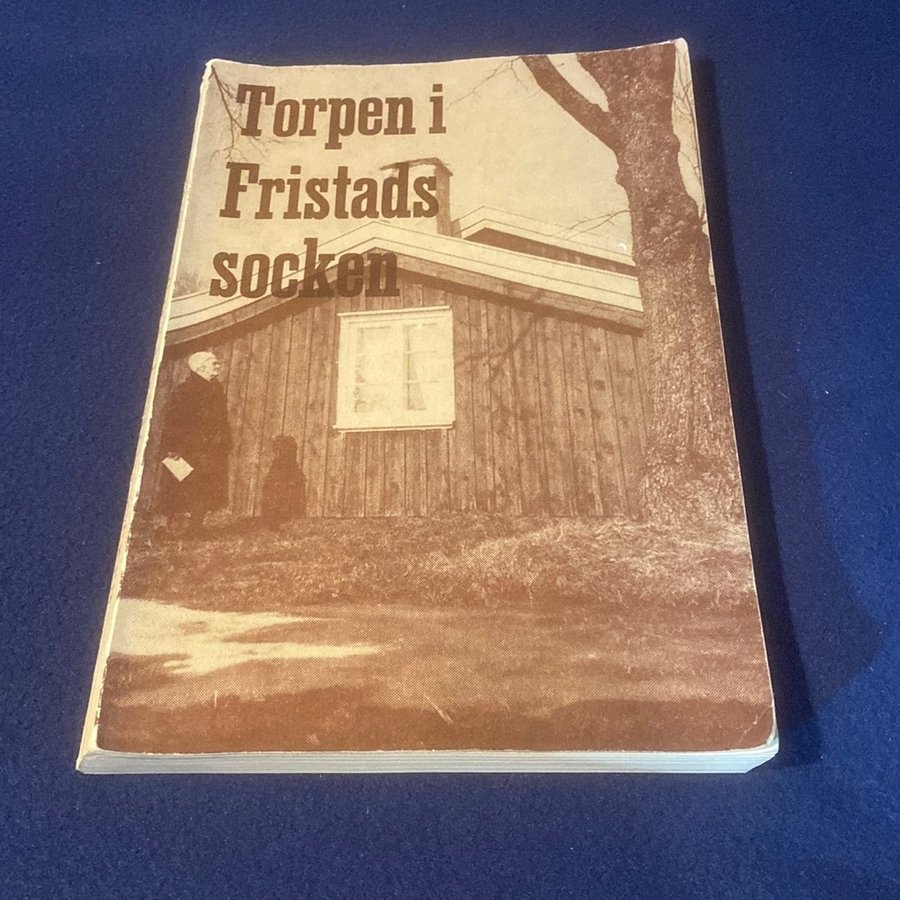 Torpen i
Fristads
socken